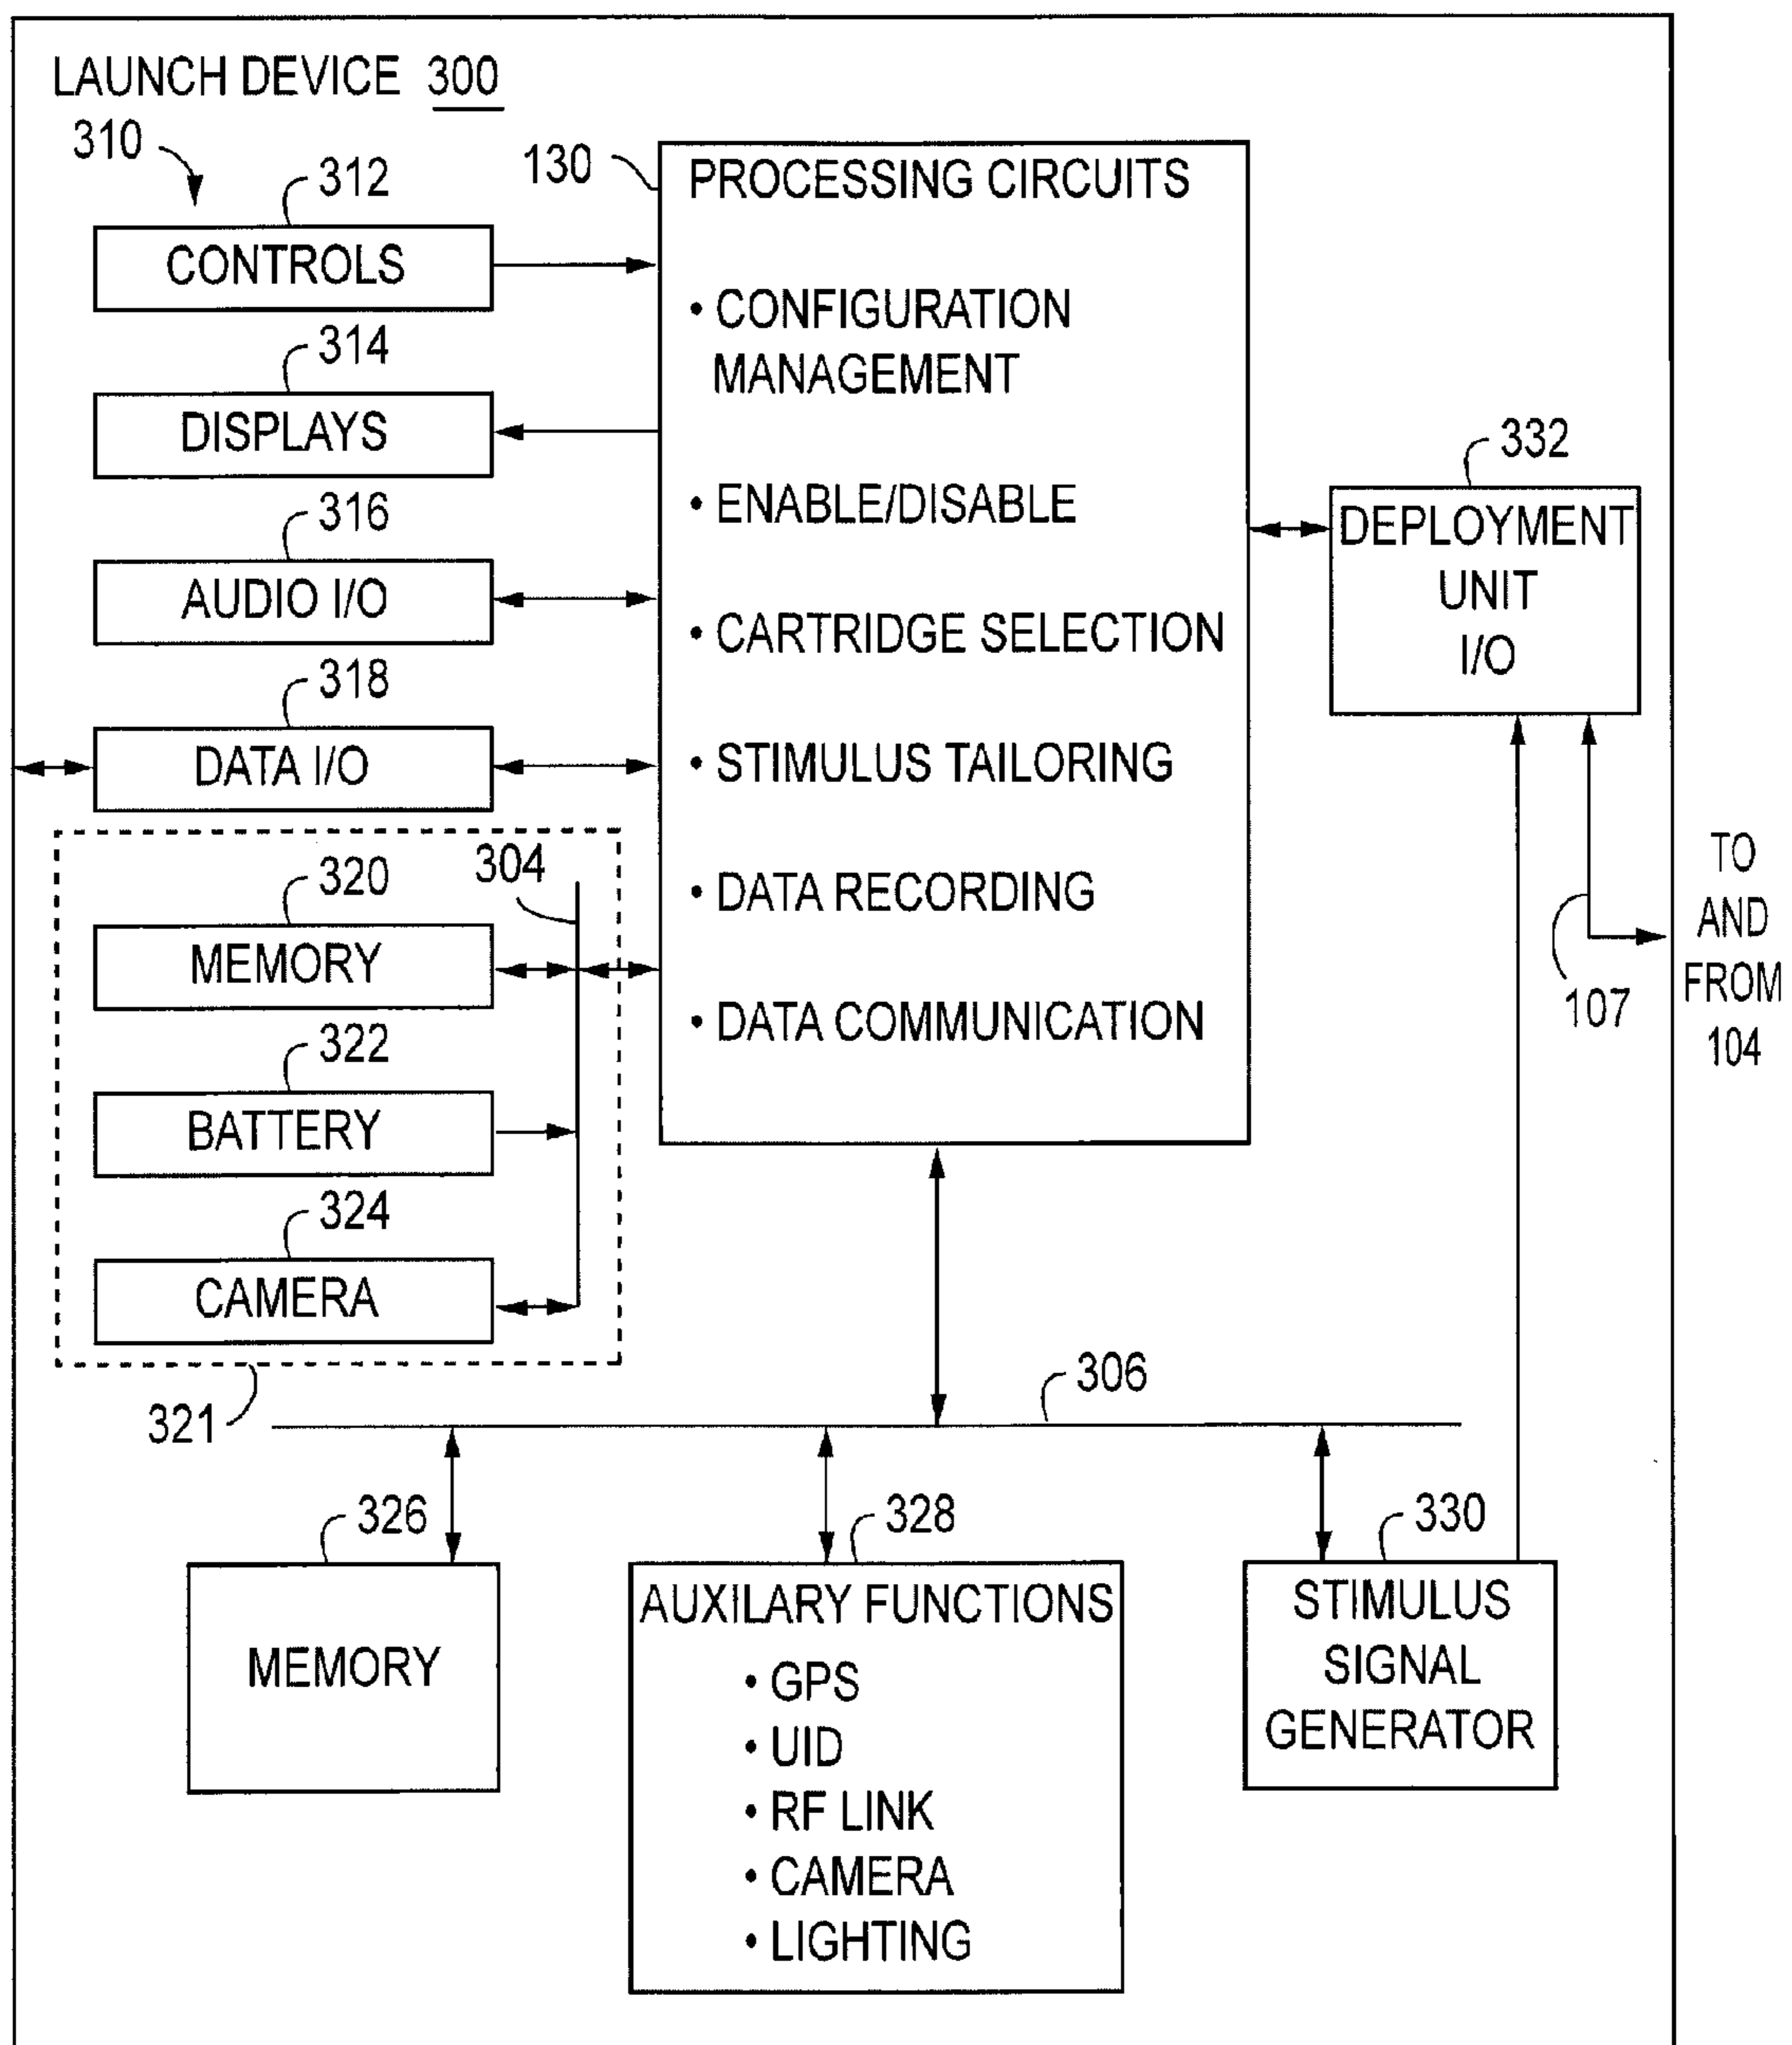 LAUNCH DEVICE 300
310
312
CONTROLS
314
DISPLAYS
316
AUDIO I/O
318
DATA I/O
304
320
MEMORY
322
BATTERY
324
CAMERA
321
130
PROCESSING CIRCUITS
• CONFIGURATION
MANAGEMENT
• ENABLE/DISABLE
• CARTRIDGE SELECTION
• STIMULUS TAILORING
• DATA RECORDING
• DATA COMMUNICATION
332
DEPLOYMENT
UNIT
I/O
107
TO
AND
FROM
104
306
326
MEMORY
328
AUXILARY FUNCTIONS
• GPS
• UID
• RF LINK
• CAMERA
• LIGHTING
330
STIMULUS
SIGNAL
GENERATOR